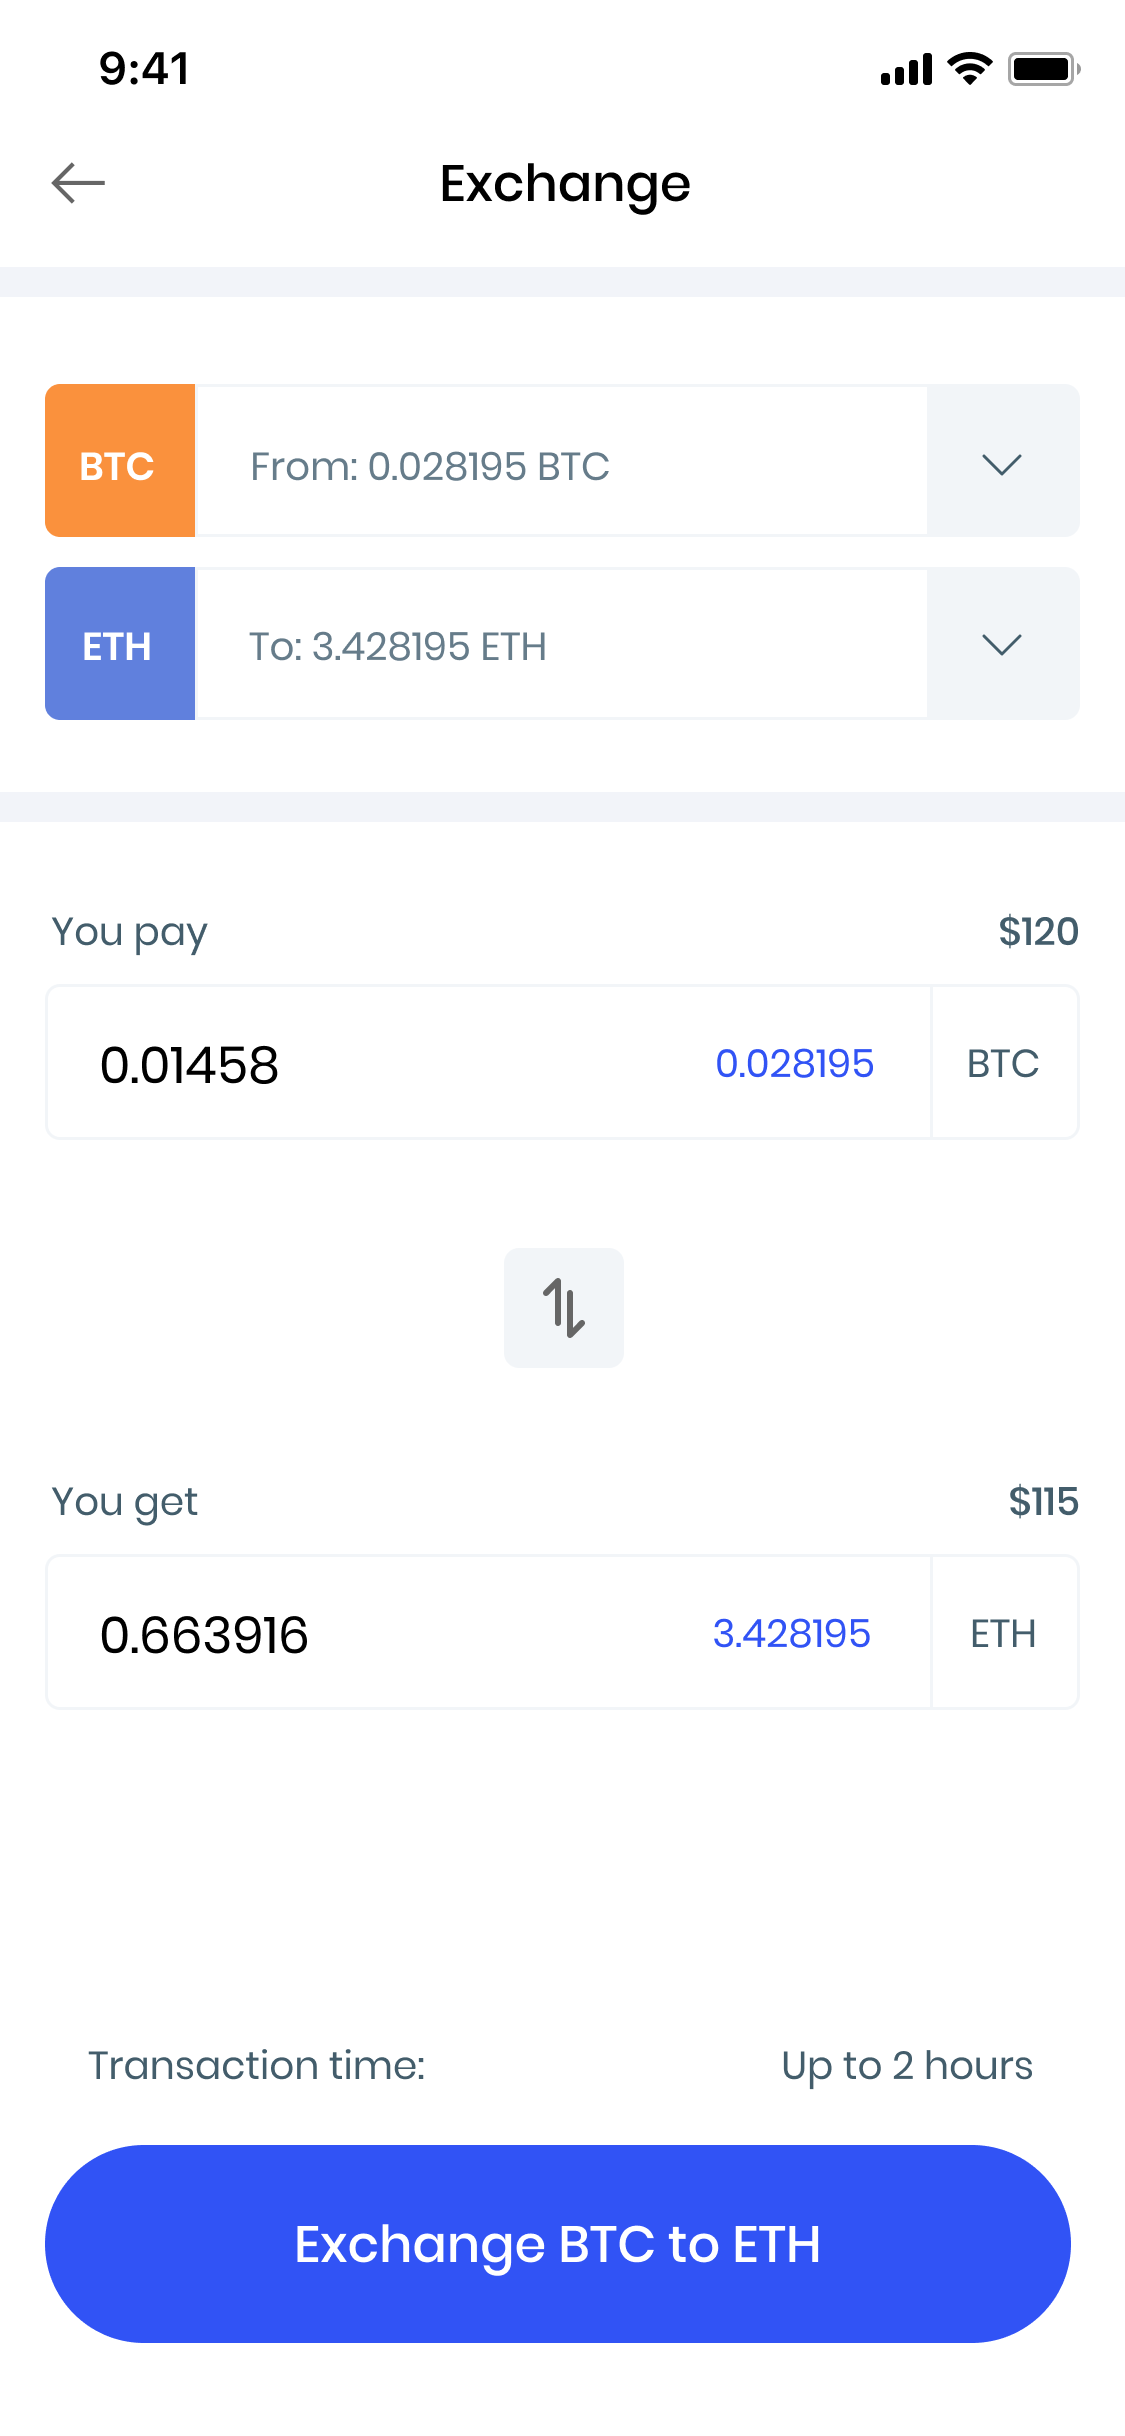 9:41
Exchange
BTC From: 0.028195 BTC
ETH To: 3.428195 ETH
You pay $120
0.01458 0.028195 BTC
You get $115
0.663916 3.428195 ETH
Transaction time: Up to 2 hours
Exchange BTC to ETH